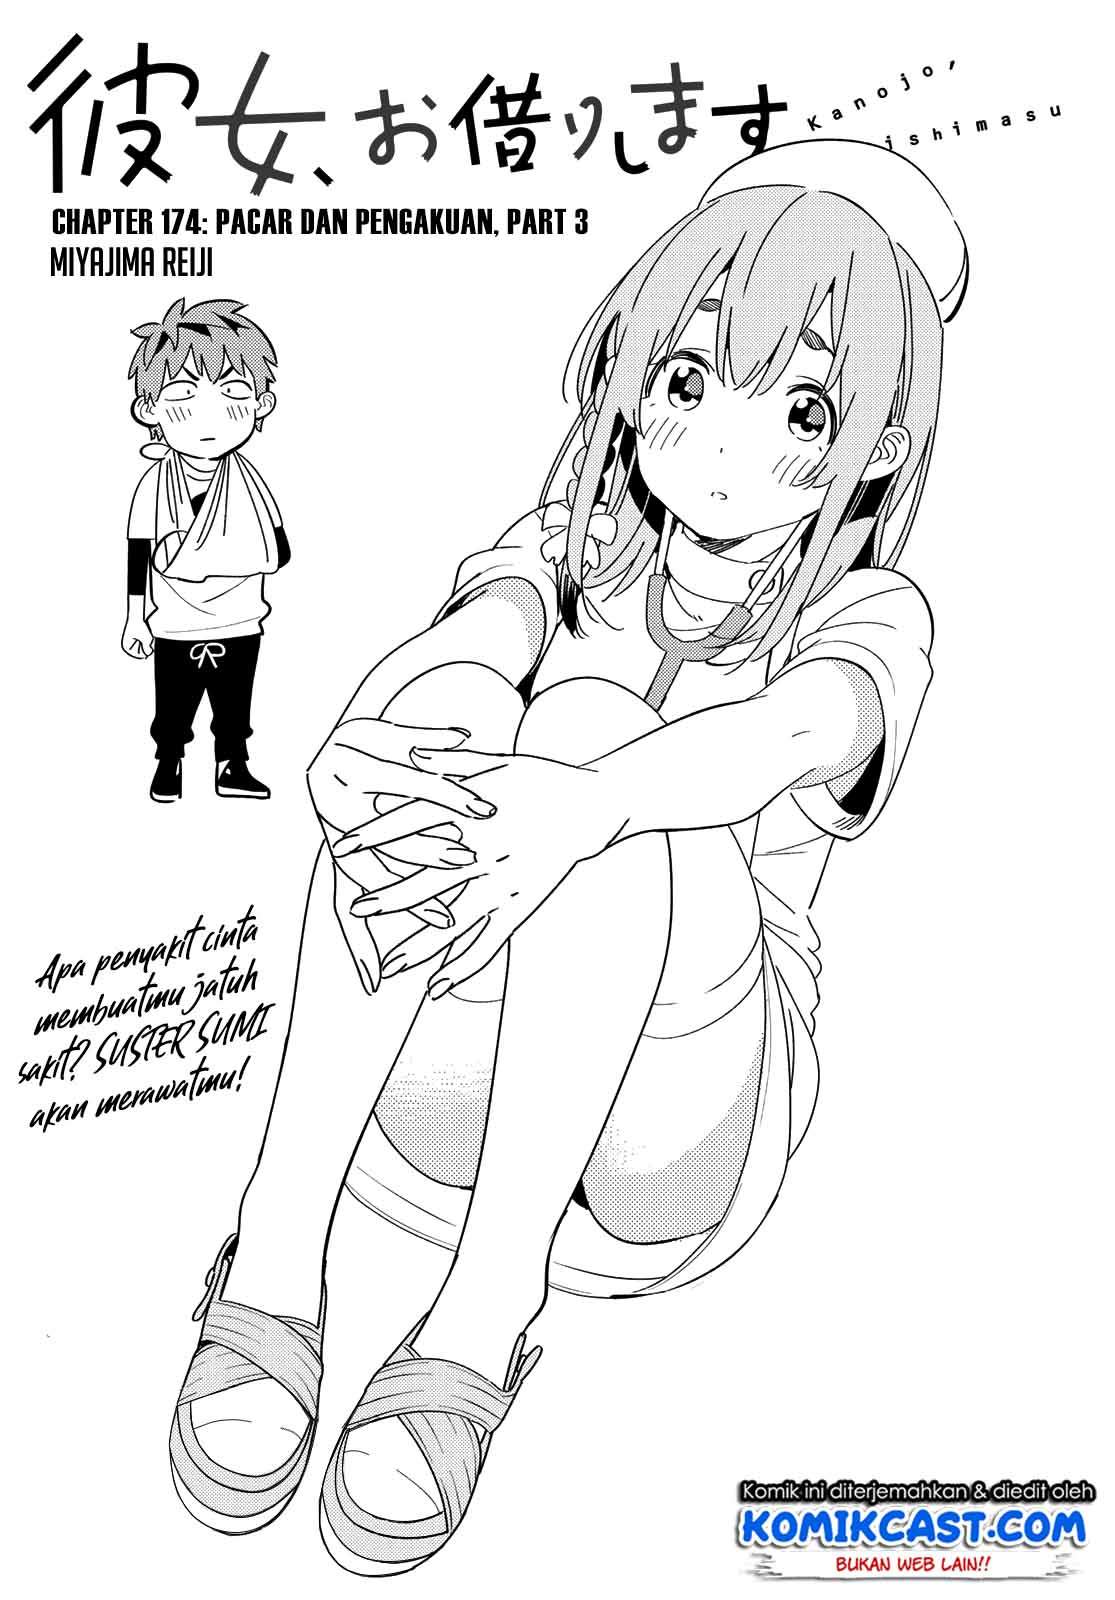 彼女、お借りします
Kanojo,
ishimasu
CHAPTER 174: PACAR DAN PENGAKUAN, PART 3
MIYAJIMA REIJI
Apa penyakit cinta
membuatmu jatuh
sakit? SUSTER SUMI
akan merawatmu!
Komik ini diterjemahkan & diedit oleh
KOMIKCAST.COM
BUKAN WEB LAIN!!